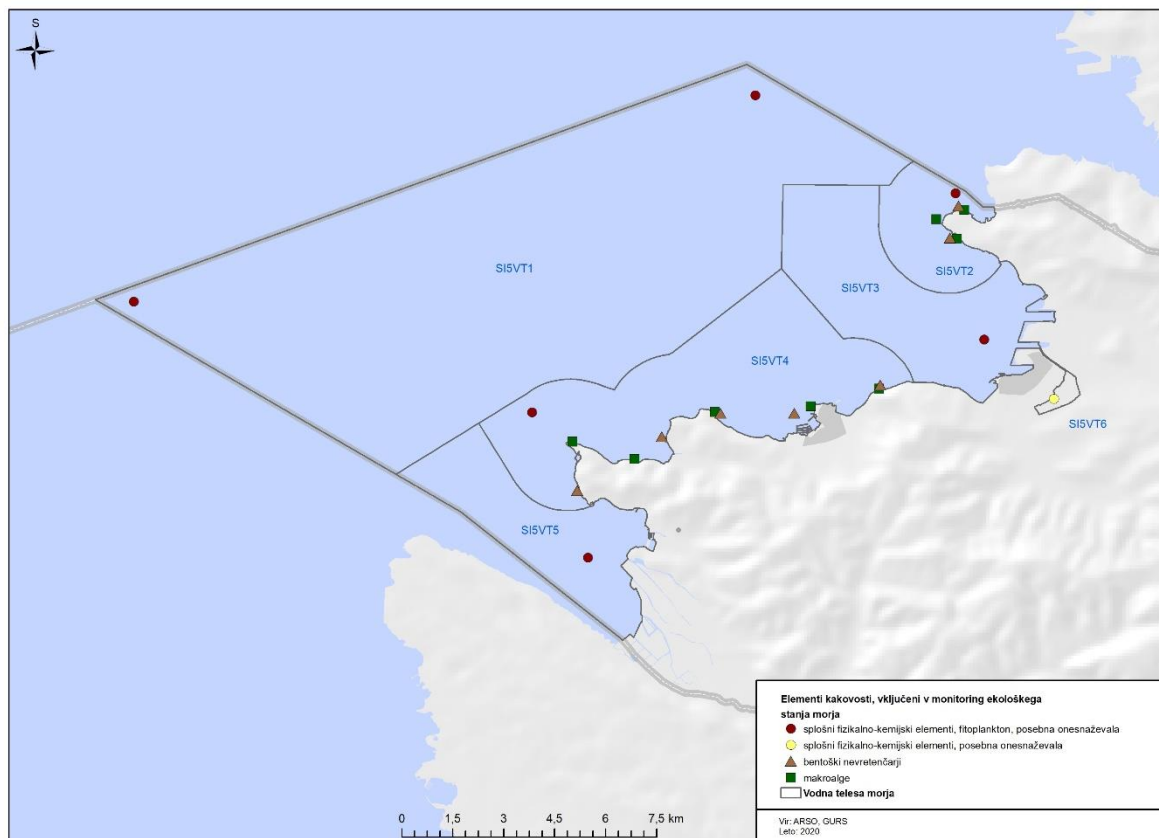 S
SI5VT1
SI5VT2
SI5VT3
SI5VT4
SI5VT6
SI5VT5
Elementi kakovosti, vključeni v monitoring ekološkega
stanja morja
splošni fizikalno-kemijski elementi, fitoplankton, posebna onesnaževala
splošni fizikalno-kemijski elementi, posebna onesnaževala
bentoški nevretenčarji
makroalge
Vodna telesa morja
0 1,5 3 4,5 6 7,5 km
Vir: ARSO, GURS
Leto: 2020